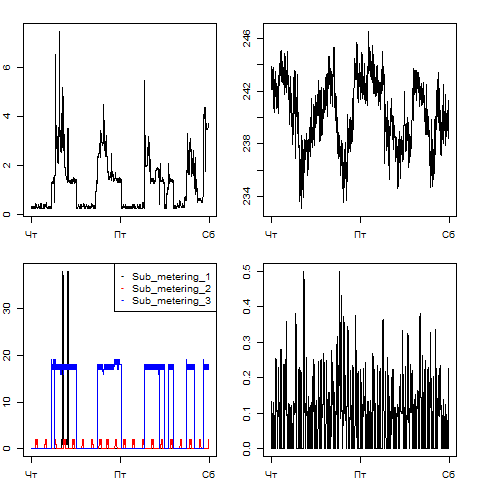 6
4
2
0
Чт Пт Сб
246
242
238
234
Чт Пт Сб
30
20
10
0
Sub_metering_1
Sub_metering_2
Sub_metering_3
Чт Пт Сб
0.5
0.4
0.3
0.2
0.1
0.0
Чт Пт Сб